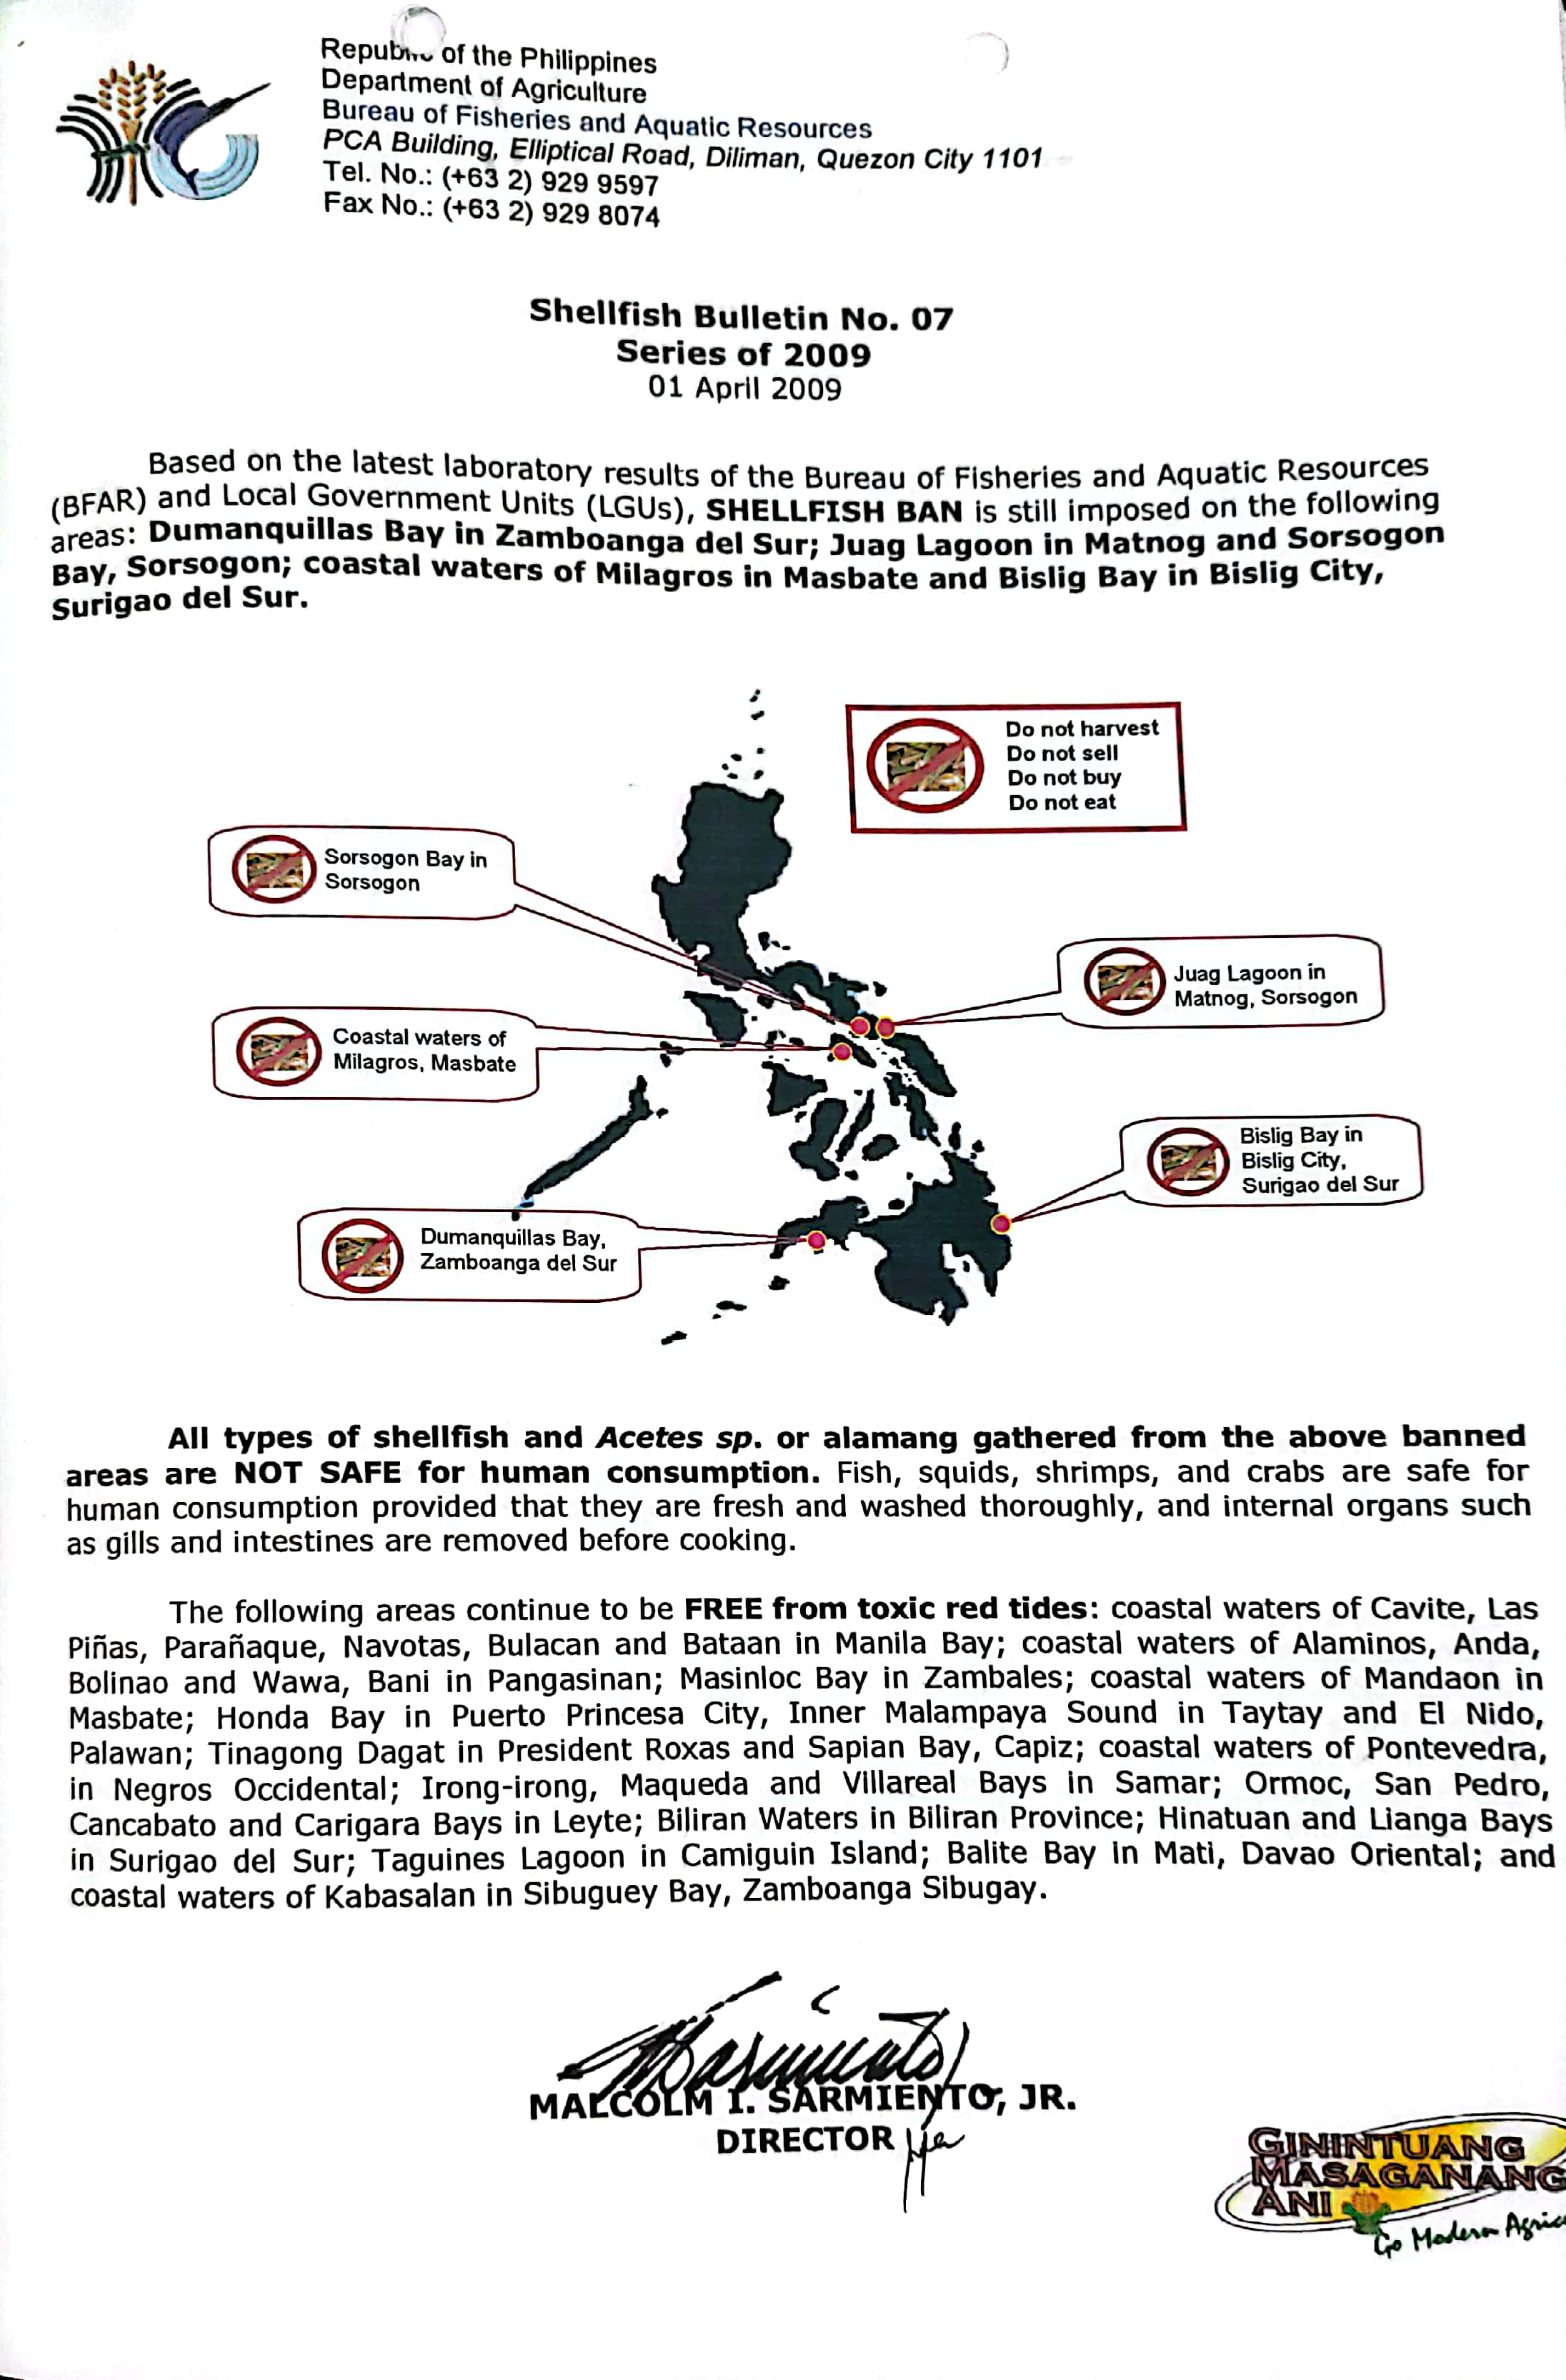 Republic of the Philippines
Department of Agriculture
Bureau of Fisheries and Aquatic Resources
PCA Building, Elliptical Road, Diliman, Quezon City 1101
Tel. No.: (+63 2) 929 9597
Fax No.: (+63 2) 929 8074
Shellfish Bulletin No. 07
Series of 2009
01 April 2009
Based on the latest laboratory results of the Bureau of Fisheries and Aquatic Resources
(BFAR) and Local Government Units (LGUs), SHELLFISH BAN is still imposed on the following
areas: Dumanquillas Bay in Zamboanga del Sur; Juag Lagoon in Matnog and Sorsogon
Bay, Sorsogon; coastal waters of Milagros in Masbate and Bislig Bay in Bislig City,
Surigao del Sur.
Do not harvest
Do not sell
Do not buy
Do not eat
Sorsogon Bay in
Sorsogon
Juag Lagoon in
Matnog, Sorsogon
Coastal waters of
Milagros, Masbate
Bislig Bay in
Bislig City,
Surigao del Sur
Dumanquillas Bay,
Zamboanga del Sur
All types of shellfish and Acetes sp. or alamang gathered from the above banned
areas are NOT SAFE for human consumption. Fish, squids, shrimps, and crabs are safe for
human consumption provided that they are fresh and washed thoroughly, and internal organs such
as gills and intestines are removed before cooking.
The following areas continue to be FREE from toxic red tides: coastal waters of Cavite, Las
Piñas, Parañaque, Navotas, Bulacan and Bataan in Manila Bay; coastal waters of Alaminos, Anda,
Bolinao and Wawa, Bani in Pangasinan; Masinloc Bay in Zambales; coastal waters of Mandaon in
Masbate; Honda Bay in Puerto Princesa City, Inner Malampaya Sound in Taytay and El Nido,
Palawan; Tinagong Dagat in President Roxas and Sapian Bay, Capiz; coastal waters of Pontevedra,
in Negros Occidental; Irong-irong, Maqueda and Villareal Bays in Samar; Ormoc, San Pedro,
Cancabato and Carigara Bays in Leyte; Biliran Waters in Biliran Province; Hinatuan and Lianga Bays
in Surigao del Sur; Taguines Lagoon in Camiguin Island; Balite Bay in Mati, Davao Oriental; and
coastal waters of Kabasalan in Sibuguey Bay, Zamboanga Sibugay.
MALCOLM I. SARMIENTO, JR.
DIRECTOR
GININTUANG
MASAGANANG
ANI
Go Modern